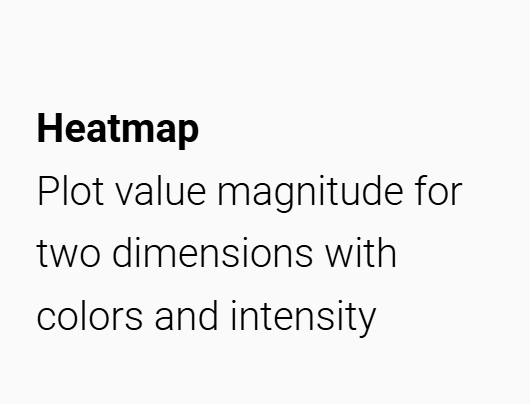 Heatmap
Plot value magnitude for
two dimensions with
colors and intensity